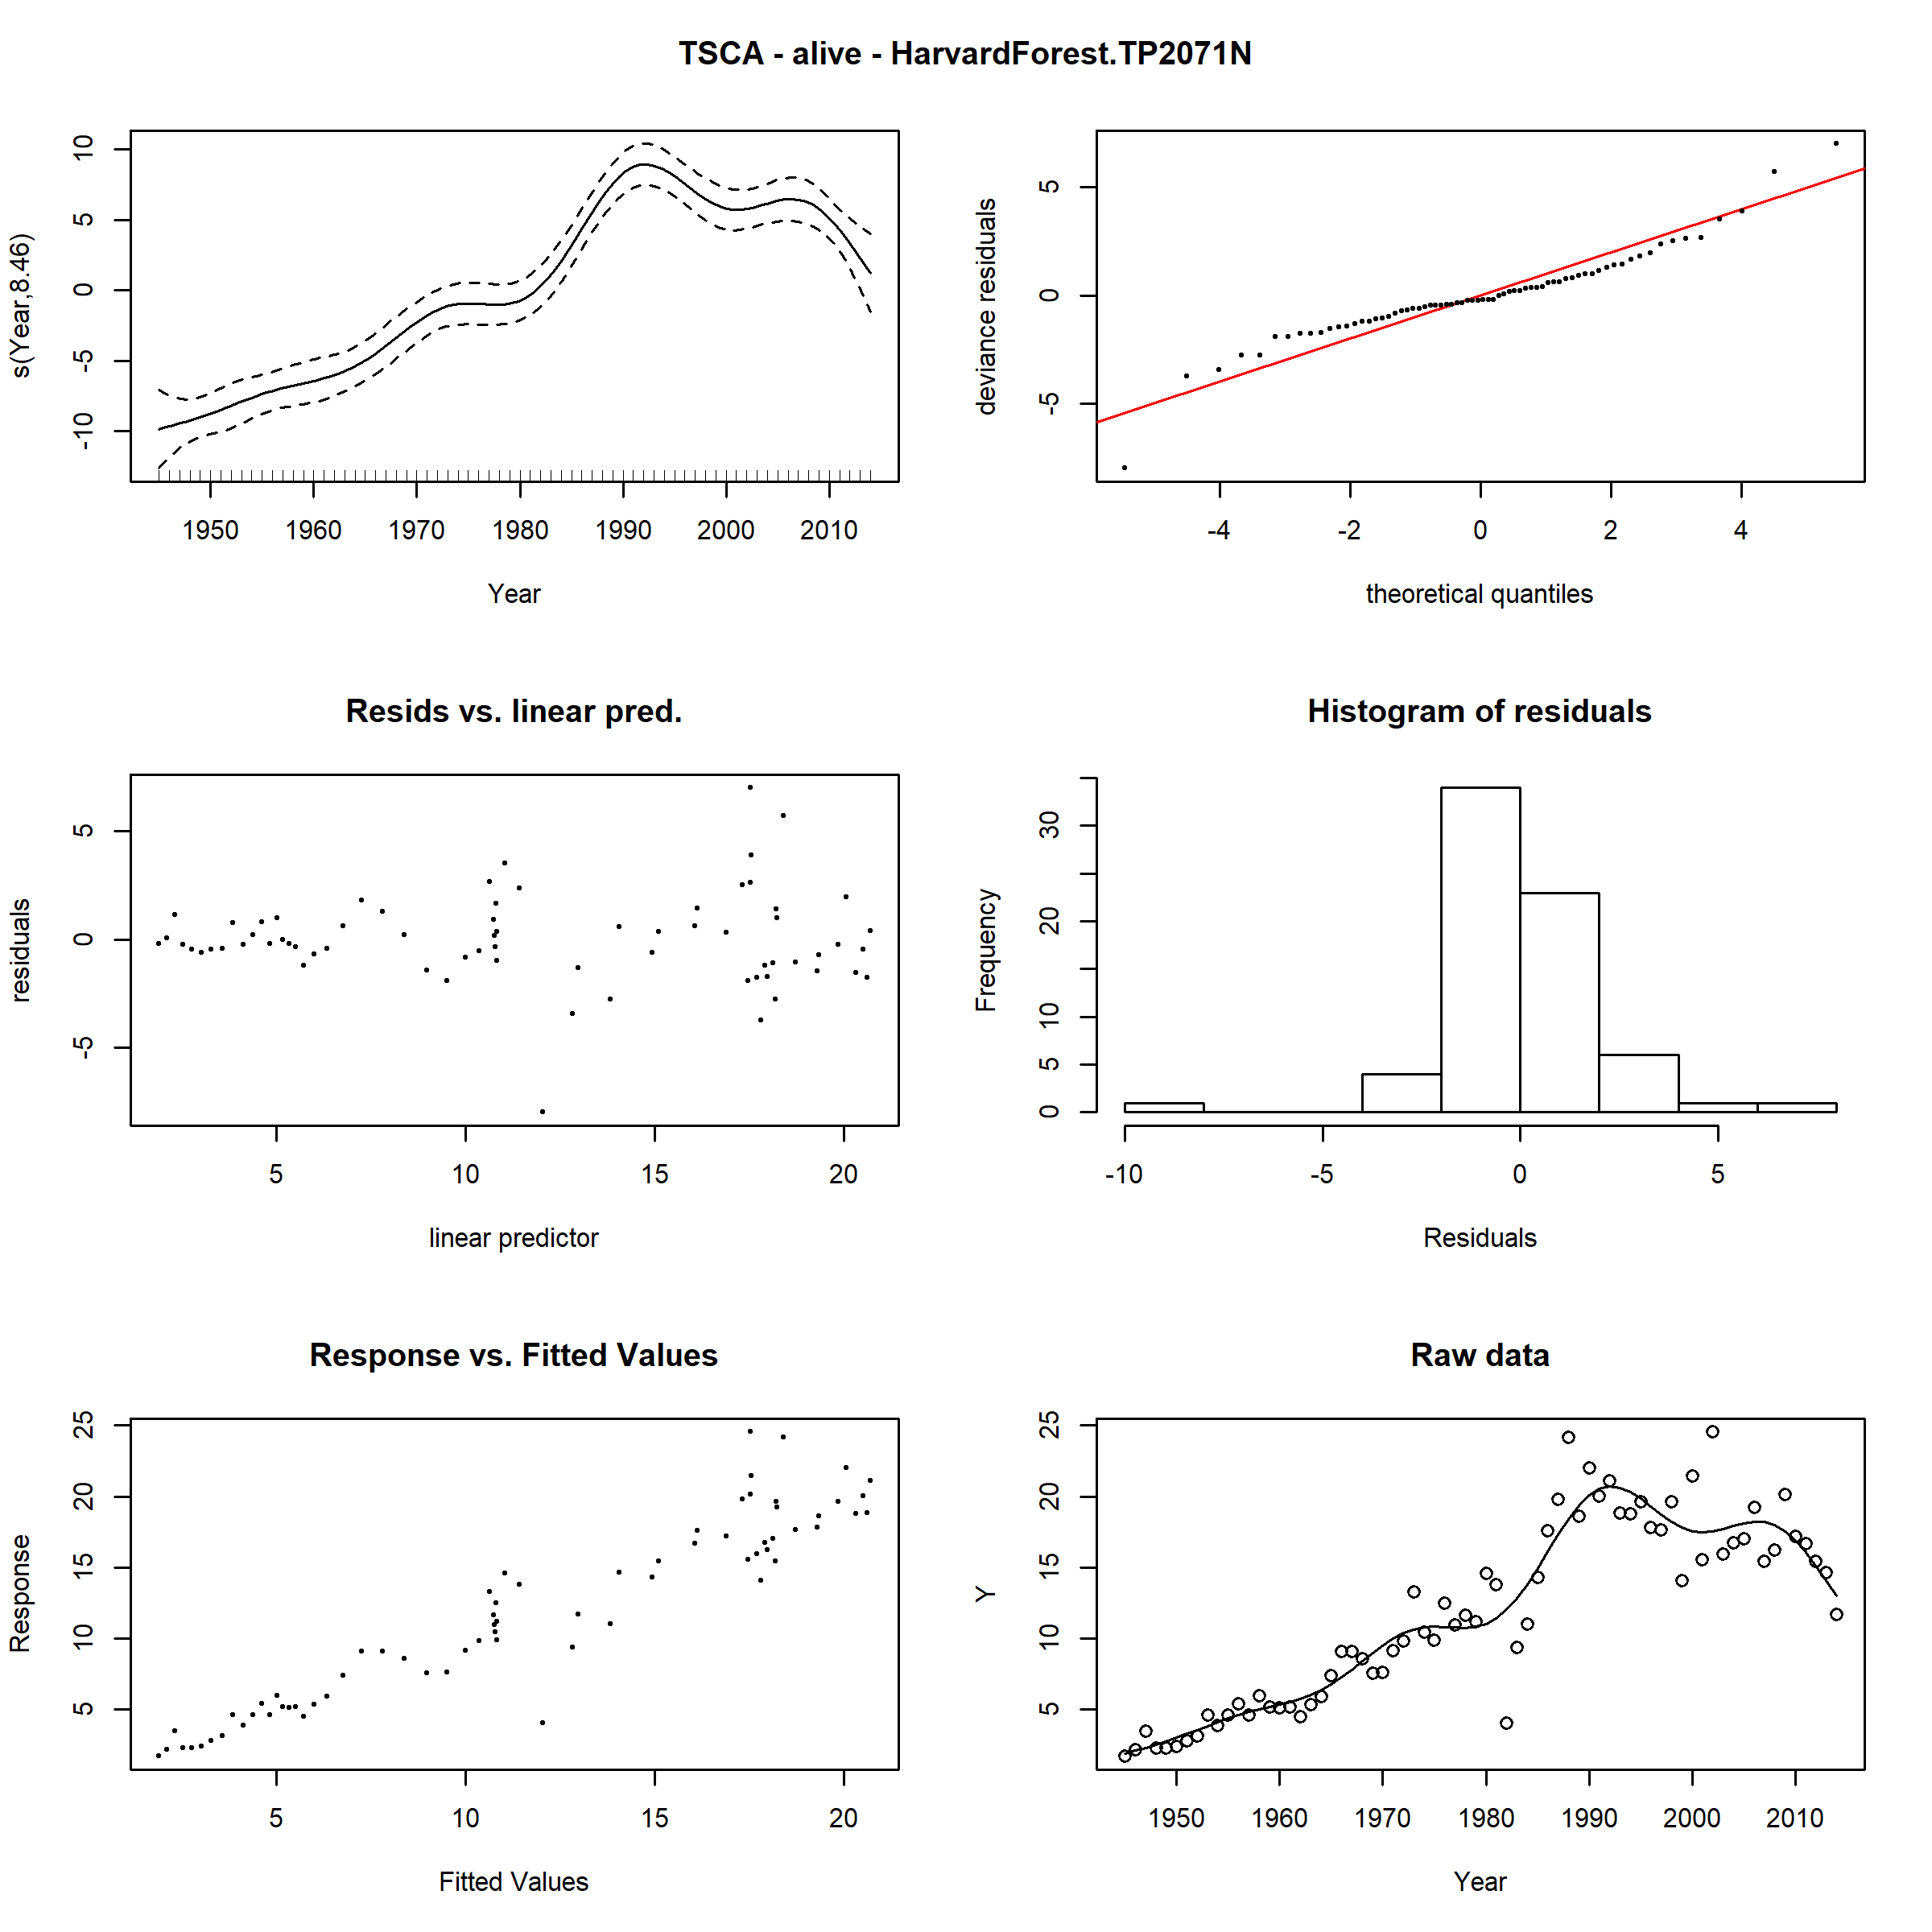 TSCA - alive - HarvardForest.TP2071N
s(Year,8.46)
10
5
0
-5
-10
1950 1960 1970 1980 1990 2000 2010
Year
deviance residuals
5
0
-5
-4 -2 0 2 4
theoretical quantiles
Resids vs. linear pred.
residuals
5
0
-5
5 10 15 20
linear predictor
Histogram of residuals
Frequency
30
20
10
5
0
-10 -5 0 5
Residuals
Response vs. Fitted Values
Response
25
20
15
10
5
5 10 15 20
Fitted Values
Raw data
Y
25
20
15
10
5
1950 1960 1970 1980 1990 2000 2010
Year